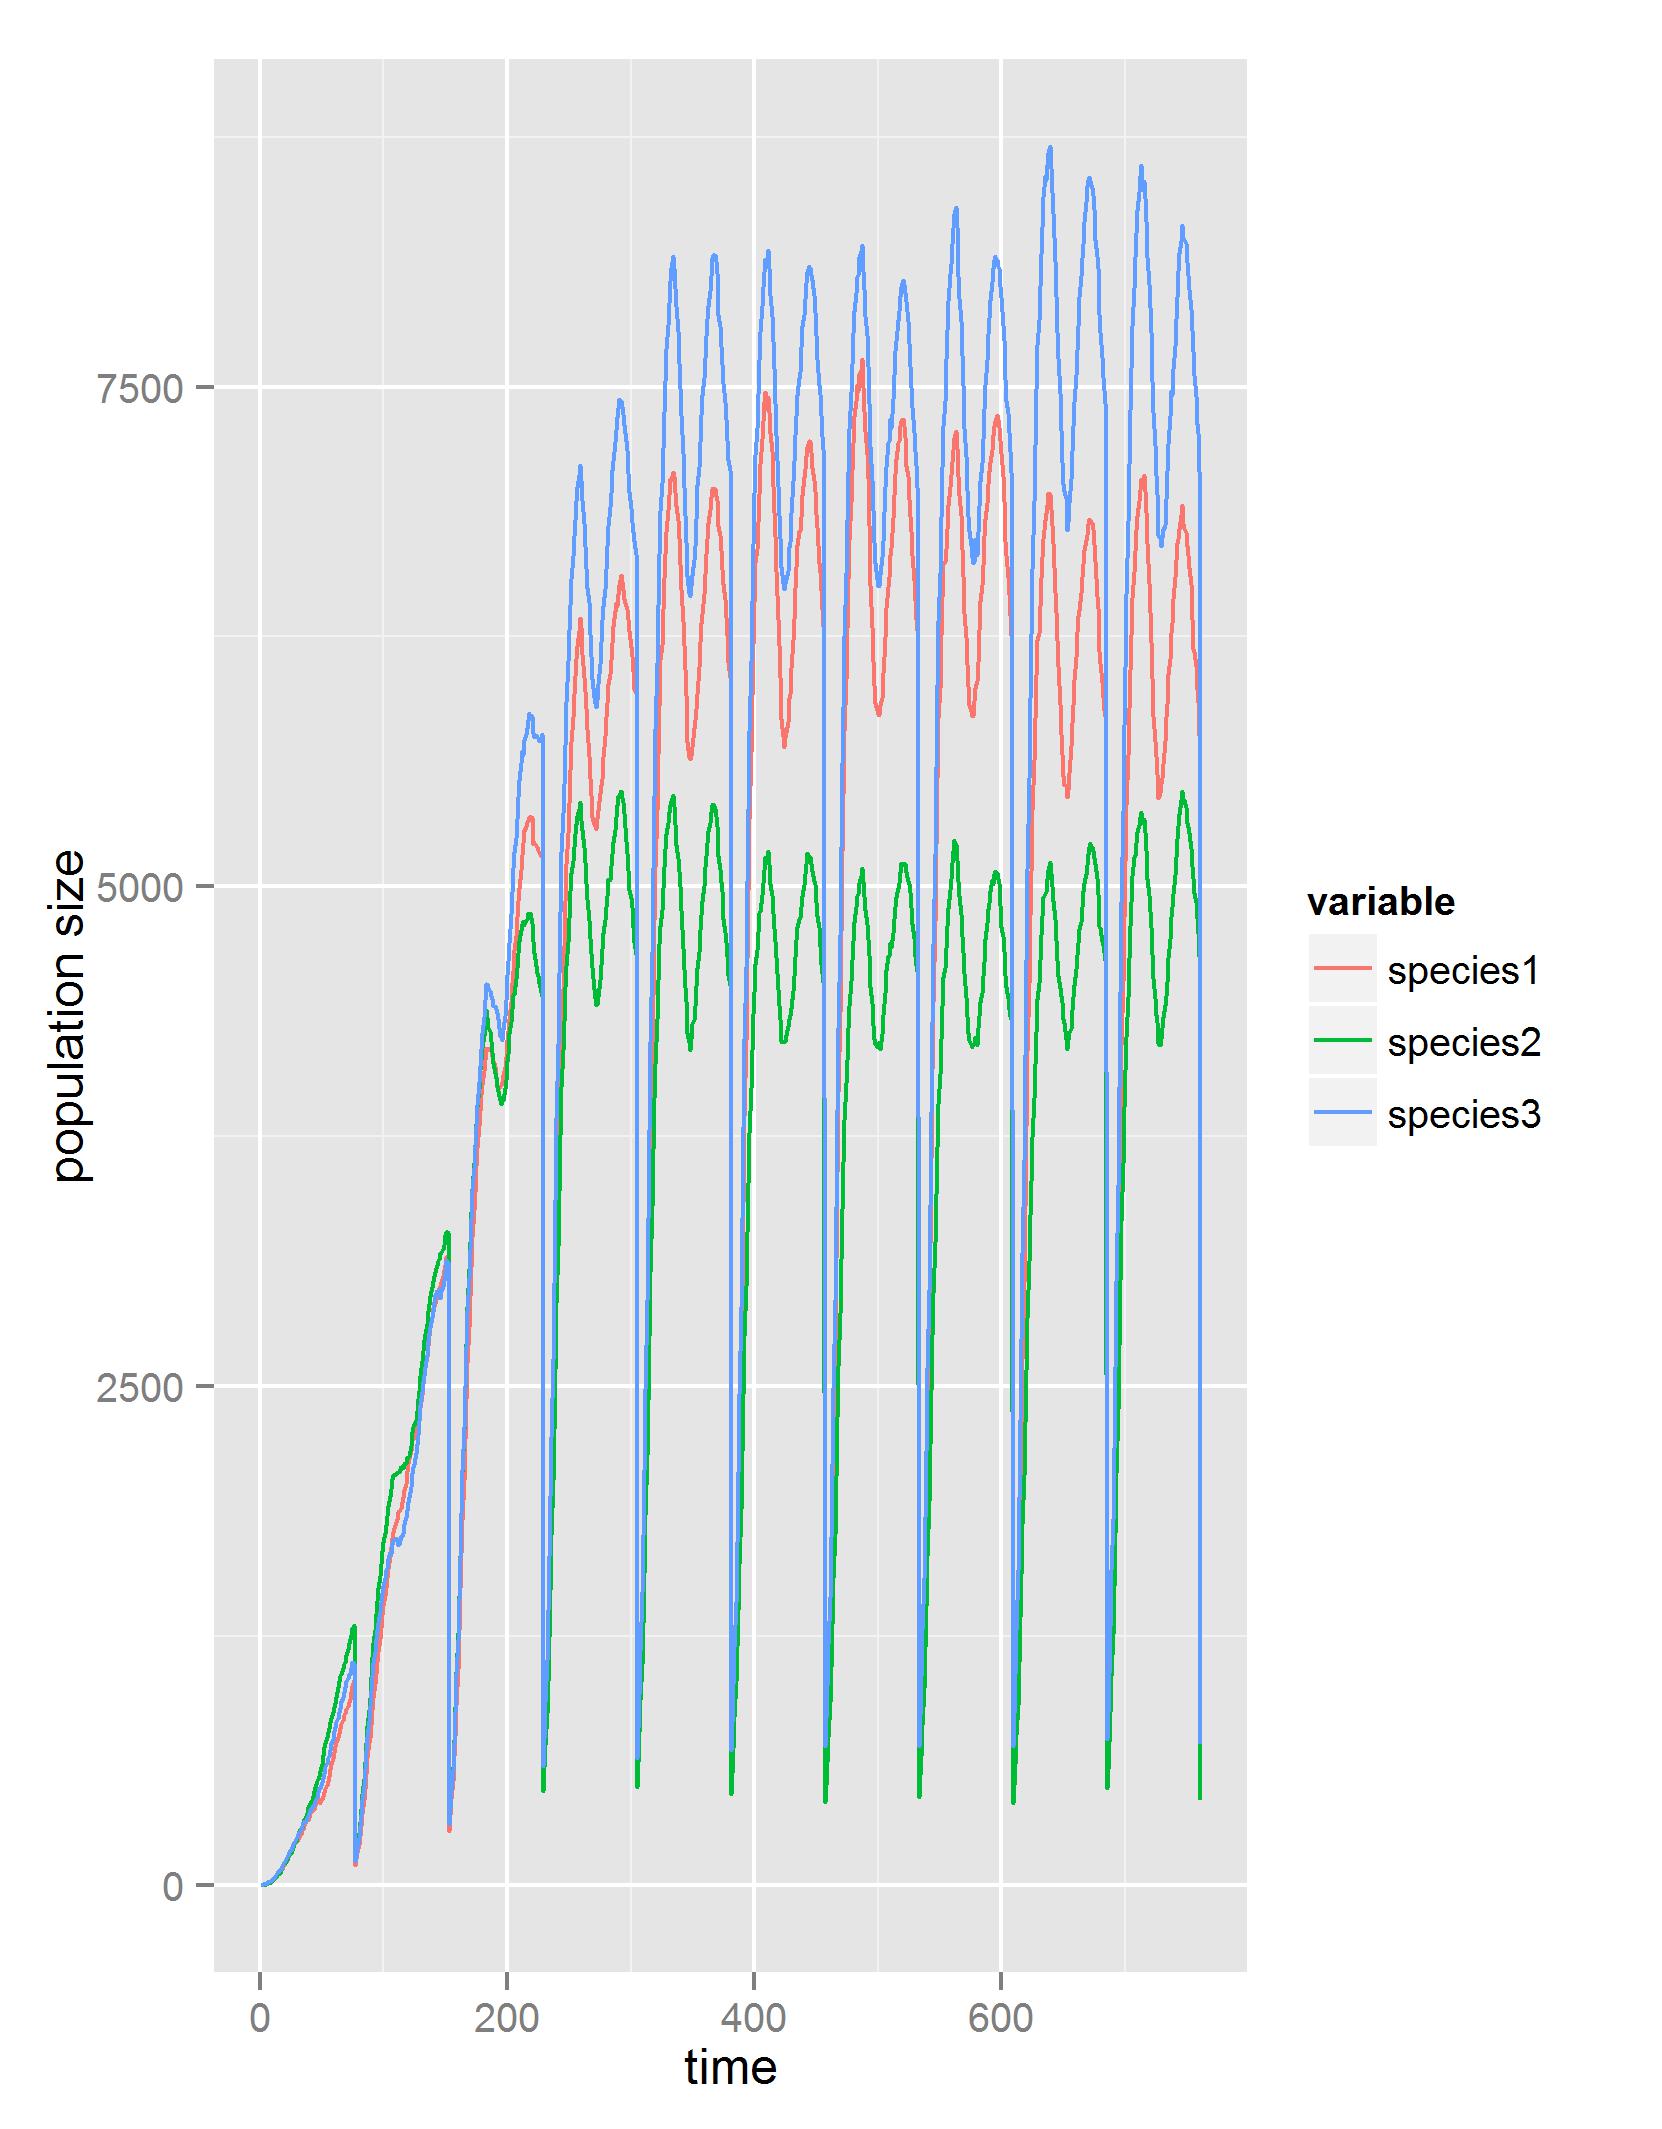 7500
5000
2500
0
population size
0 200 400 600
time
variable
species1
species2
species3